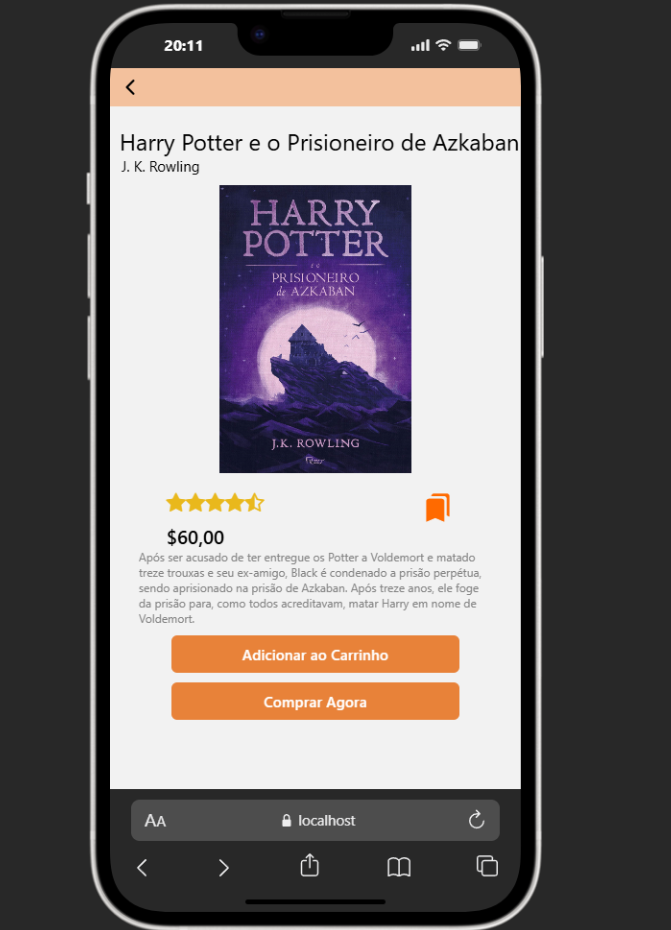 20:11
Harry Potter e o Prisioneiro de Azkaban
J. K. Rowling
HARRY
POTTER
e o
PRISIONEIRO
de AZKABAN
J.K. ROWLING
$60,00
Após ser acusado de ter entregue os Potter a Voldemort e matado
treze trouxas e seu ex-amigo, Black é condenado a prisão perpétua,
sendo aprisionado na prisão de Azkaban. Após treze anos, ele foge
da prisão para, como todos acreditavam, matar Harry em nome de
Voldemort.
Adicionar ao Carrinho
Comprar Agora
AA
localhost